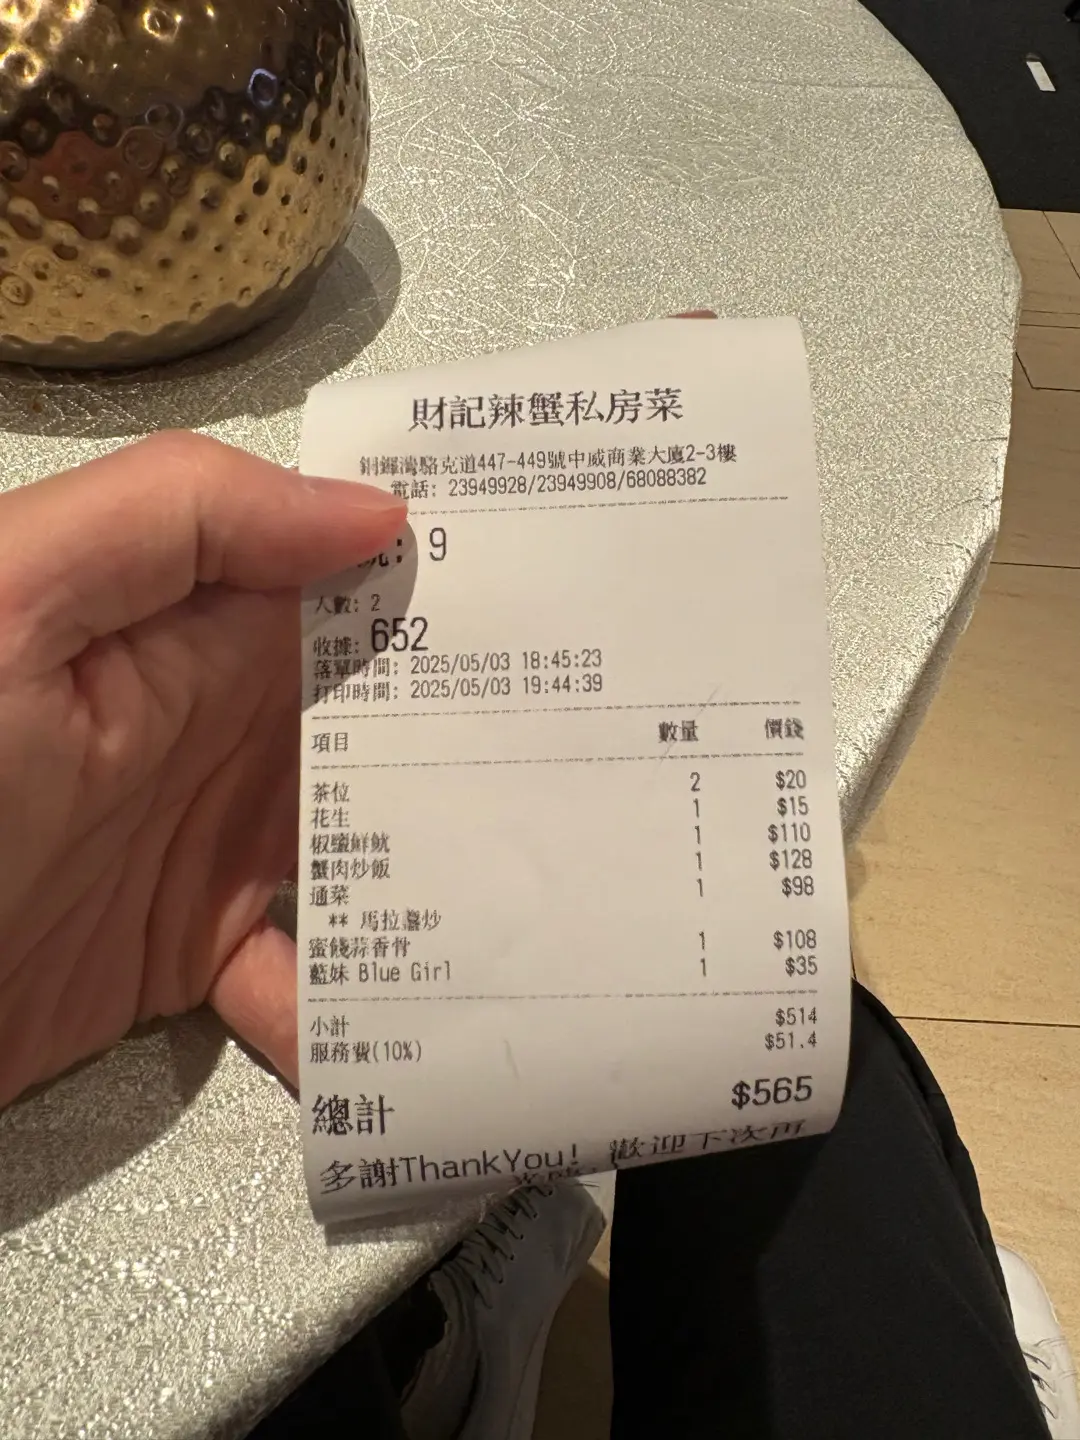 財記辣蟹私房菜
銅鑼灣駱克道447-449號中威商業大廈2-3樓
電話: 23949928/23949908/68088382
: 9
人數: 2
收據: 652
落單時間: 2025/05/03 18:45:23
打印時間: 2025/05/03 19:44:39
項目 數量 價錢
茶位 2 $20
花生 1 $15
椒鹽鮮魷 1 $110
蟹肉炒飯 1 $128
通菜 1 $98
** 馬拉盞炒
蜜餞蒜香骨 1 $108
藍妹 Blue Girl 1 $35
小計 $514
服務費(10%) $51.4
總計 $565
多謝ThankYou! 歡迎下次再